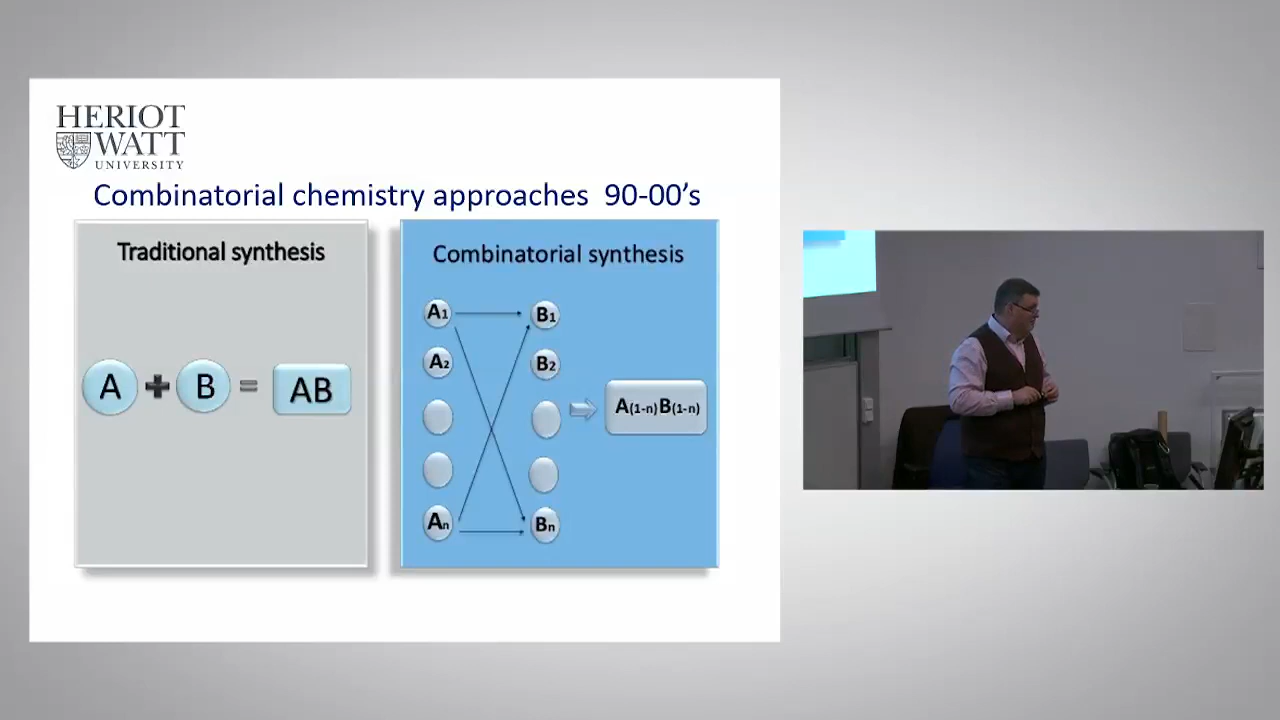 HERIOT
WATT
UNIVERSITY
Combinatorial chemistry approaches 90-00's
Traditional synthesis
A + B = AB
Combinatorial synthesis
A1 B1
A2 B2
A(1-n)B(1-n)
An Bn